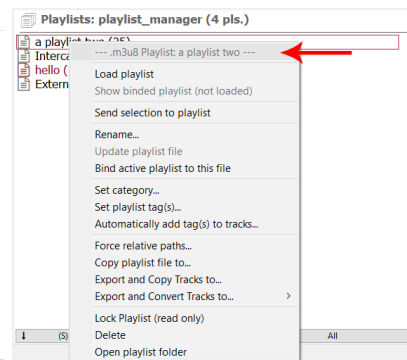 Playlists: playlist_manager (4 pls.)
a playlist two (25)
Interca
hello (
Extern
--- .m3u8 Playlist: a playlist two ---
Load playlist
Show binded playlist (not loaded)
Send selection to playlist
Rename...
Update playlist file
Bind active playlist to this file
Set category...
Set playlist tag(s)...
Automatically add tag(s) to tracks...
Force relative paths...
Copy playlist file to...
Export and Copy Tracks to...
Export and Convert Tracks to...
Lock Playlist (read only)
Delete
Open playlist folder
(S)
All